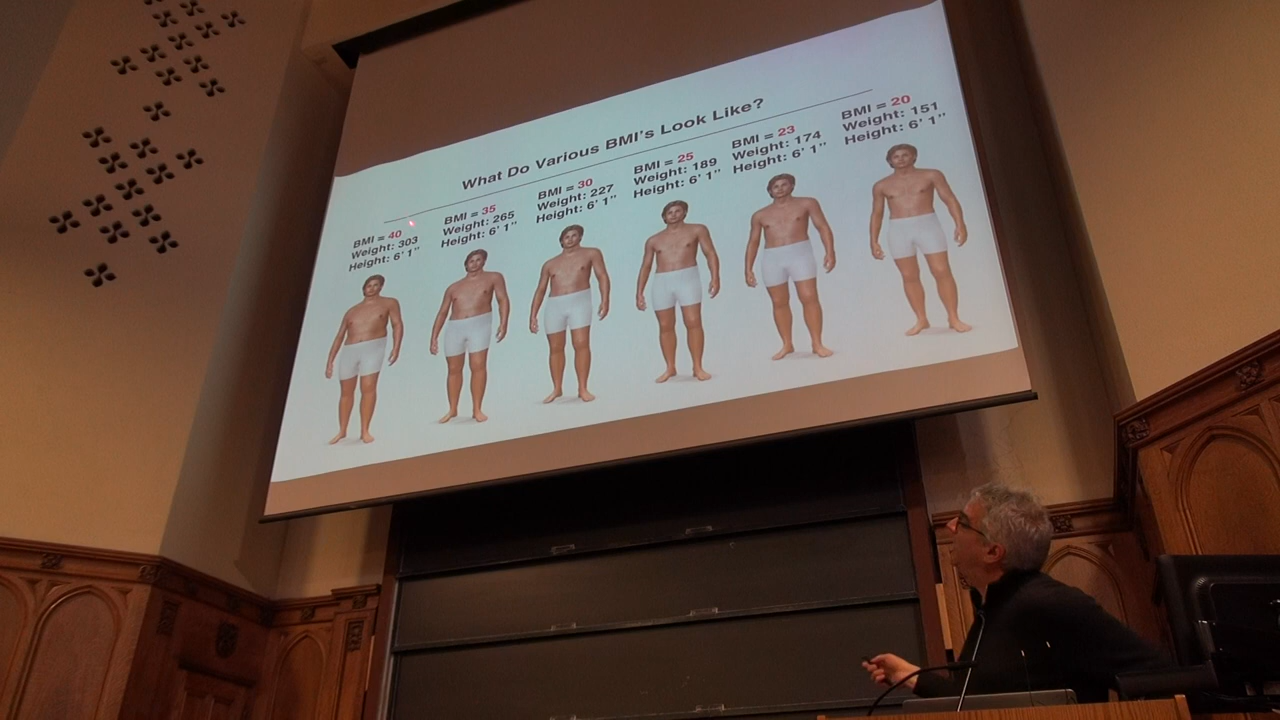 What Do Various BMI's Look Like?
BMI = 40
Weight: 303
Height: 6' 1"
BMI = 35
Weight: 265
Height: 6' 1"
BMI = 30
Weight: 227
Height: 6' 1"
BMI = 25
Weight: 189
Height: 6' 1"
BMI = 23
Weight: 174
Height: 6' 1"
BMI = 20
Weight: 151
Height: 6' 1"